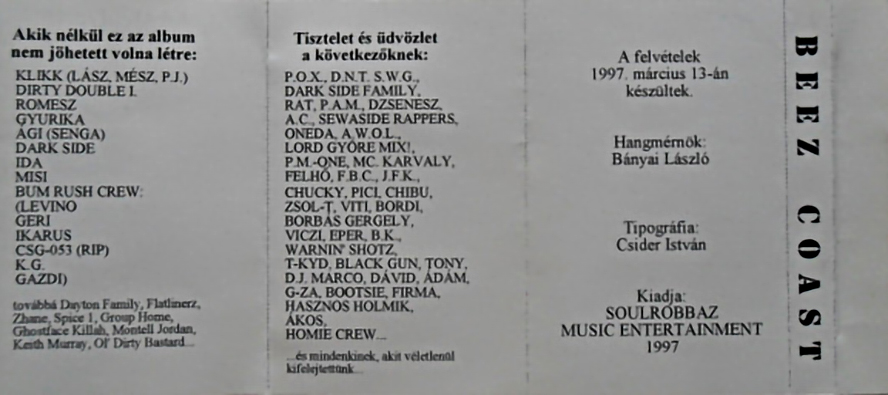 Akik nélkül ez az album
nem jöhetett volna létre:
KLIKK (LÁSZ, MÉSZ, P.J.)
DIRTY DOUBLE I.
ROMESZ
GYURIKA
ÁGI (SENGA)
DARK SIDE
IDA
MISI
BUM RUSH CREW:
(LEVINO
GERI
IKARUS
CSG-053 (RIP)
K.G.
GAZDI)
továbbá Dayton Family, Flatlinerz,
Zhane, Spice 1, Group Home,
Ghostface Killah, Montell Jordan,
Keith Murray, Ol' Dirty Bastard...
Tisztelet és üdvözlet
a következőknek:
P.O.X., D.N.T. S.W.G.,
DARK SIDE FAMILY,
RAT, P.A.M., DZSENESZ,
A.C., SEWASIDE RAPPERS,
ONEDA, A.W.O.L.,
LORD GYŐRE MIX!,
P.M.-ONE, MC. KARVALY,
FELHŐ, F.B.C., J.F.K.,
CHUCKY, PICI, CHIBU,
ZSOL-T, VITI, BORDI,
BORBÁS GERGELY,
VICZI, EPER, B.K.,
WARNIN' SHOTZ,
T-KYD, BLACK GUN, TONY,
D.J. MARCO, DÁVID, ÁDÁM,
G-ZA, BOOTSIE, FIRMA,
HASZNOS HOLMIK,
ÁKOS,
HOMIE CREW...
...és mindenkinek, akit véletlenül
kifelejtettünk...
A felvételek
1997. március 13-án
készültek.
Hangmérnök:
Bányai László
Tipográfia:
Csider István
Kiadja:
SOULROBBAZ
MUSIC ENTERTAINMENT
1997
BEEZ COAST